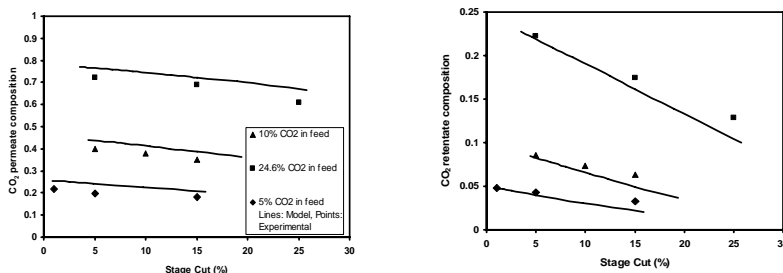 1
0.9
0.8
0.7
0.6
0.5
0.4
0.3
0.2
0.1
0
0 5 10 15 20 25 30
CO2 permeate composition
Stage Cut (%)
10% CO2 in feed
24.6% CO2 in feed
5% CO2 in feed
Lines: Model, Points:
Experimental
0.25
0.2
0.15
0.1
0.05
0
0 5 10 15 20 25 30
CO2 retentate composition
Stage Cut (%)